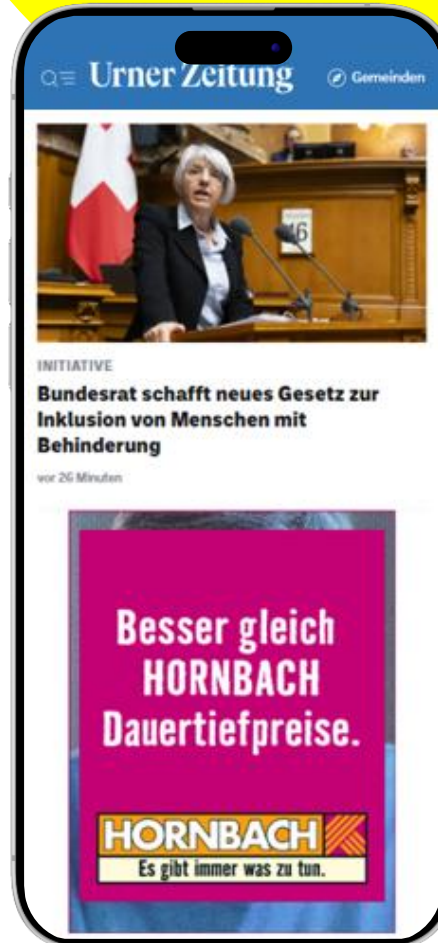 Urner Zeitung
Gemeinden
16
INITIATIVE
Bundesrat schafft neues Gesetz zur
Inklusion von Menschen mit
Behinderung
vor 26 Minuten
Besser gleich
HORNBACH
Dauertiefpreise.
HORNBACH
Es gibt immer was zu tun.